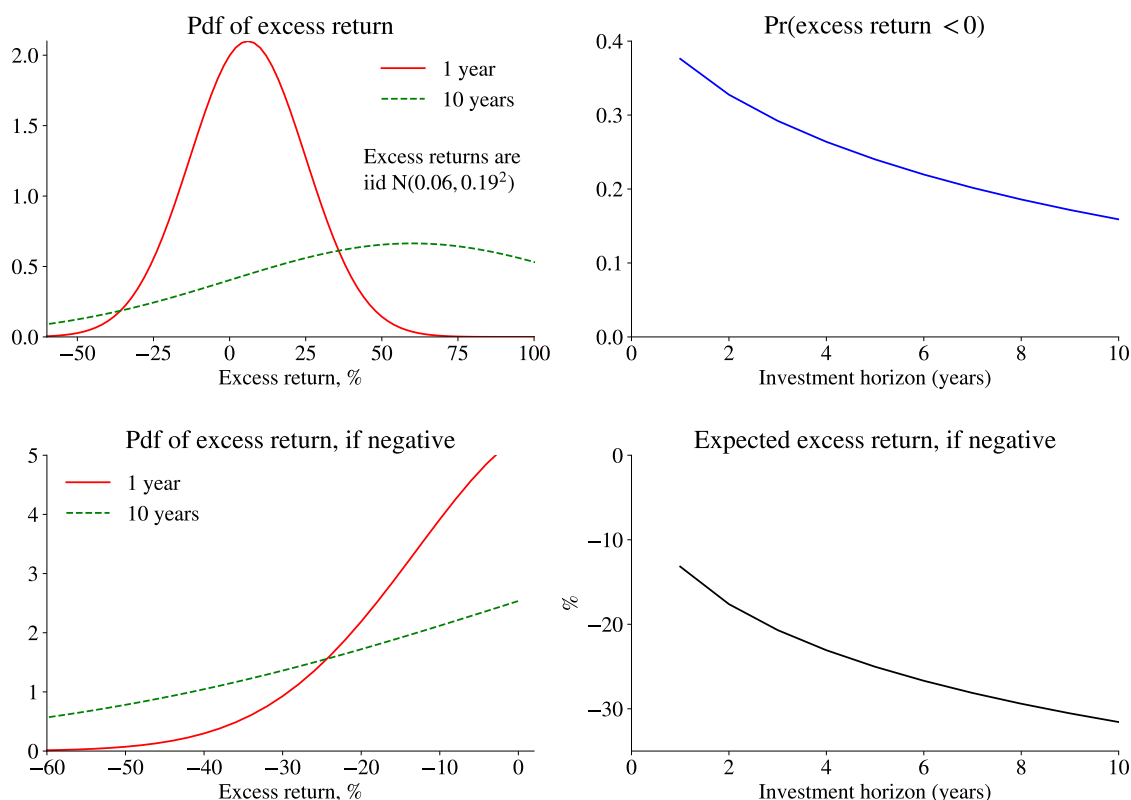 Pdf of excess return
2.0
1.5
1.0
0.5
0.0
1 year
10 years
Excess returns are
iid N(0.06, 0.19²)
−50 −25 0 25 50 75 100
Excess return, %
Pr(excess return < 0)
0.4
0.3
0.2
0.1
0.0
0 2 4 6 8 10
Investment horizon (years)
Pdf of excess return, if negative
5
4
3
2
1
0
1 year
10 years
−60 −50 −40 −30 −20 −10 0
Excess return, %
Expected excess return, if negative
0
−10
−20
−30
%
0 2 4 6 8 10
Investment horizon (years)